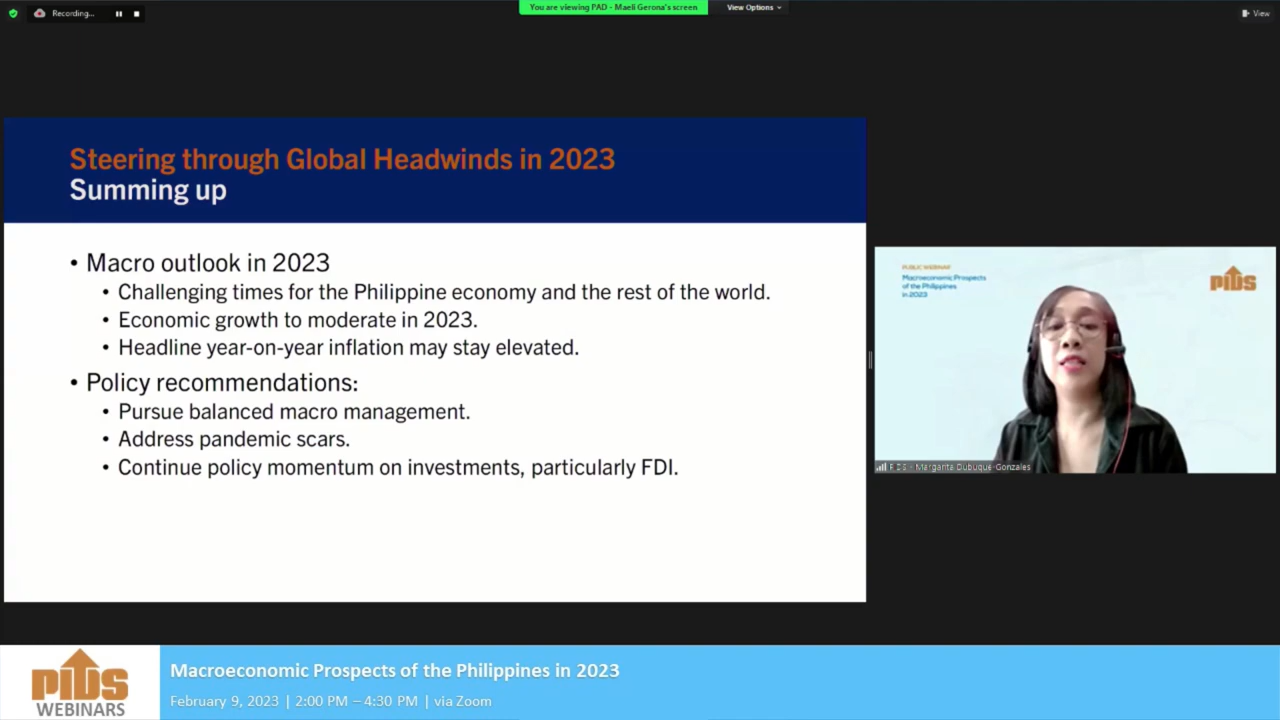 Recording...
You are viewing PAD - Maeli Gerona's screen
View Options
View
Steering through Global Headwinds in 2023
Summing up
• Macro outlook in 2023
• Challenging times for the Philippine economy and the rest of the world.
• Economic growth to moderate in 2023.
• Headline year-on-year inflation may stay elevated.
• Policy recommendations:
• Pursue balanced macro management.
• Address pandemic scars.
• Continue policy momentum on investments, particularly FDI.
PUBLIC WEBINAR
Macroeconomic Prospects
of the Philippines
in 2023
PIDS
PIDS - Margarita Dubuque-Gonzales
PIDS
WEBINARS
Macroeconomic Prospects of the Philippines in 2023
February 9, 2023 | 2:00 PM – 4:30 PM | via Zoom